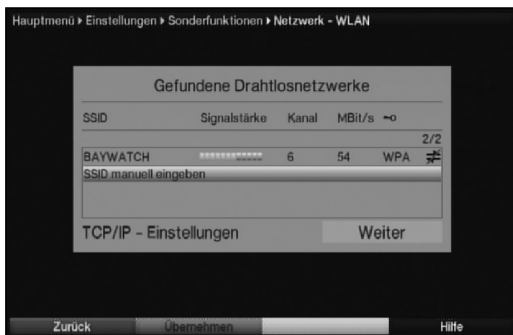 Hauptmenü ▸ Einstellungen ▸ Sonderfunktionen ▸ Netzwerk - WLAN
Gefundene Drahtlosnetzwerke
SSID Signalstärke Kanal MBit/s
2/2
BAYWATCH 6 54 WPA
SSID manuell eingeben
TCP/IP - Einstellungen Weiter
Zurück Übernehmen Hilfe